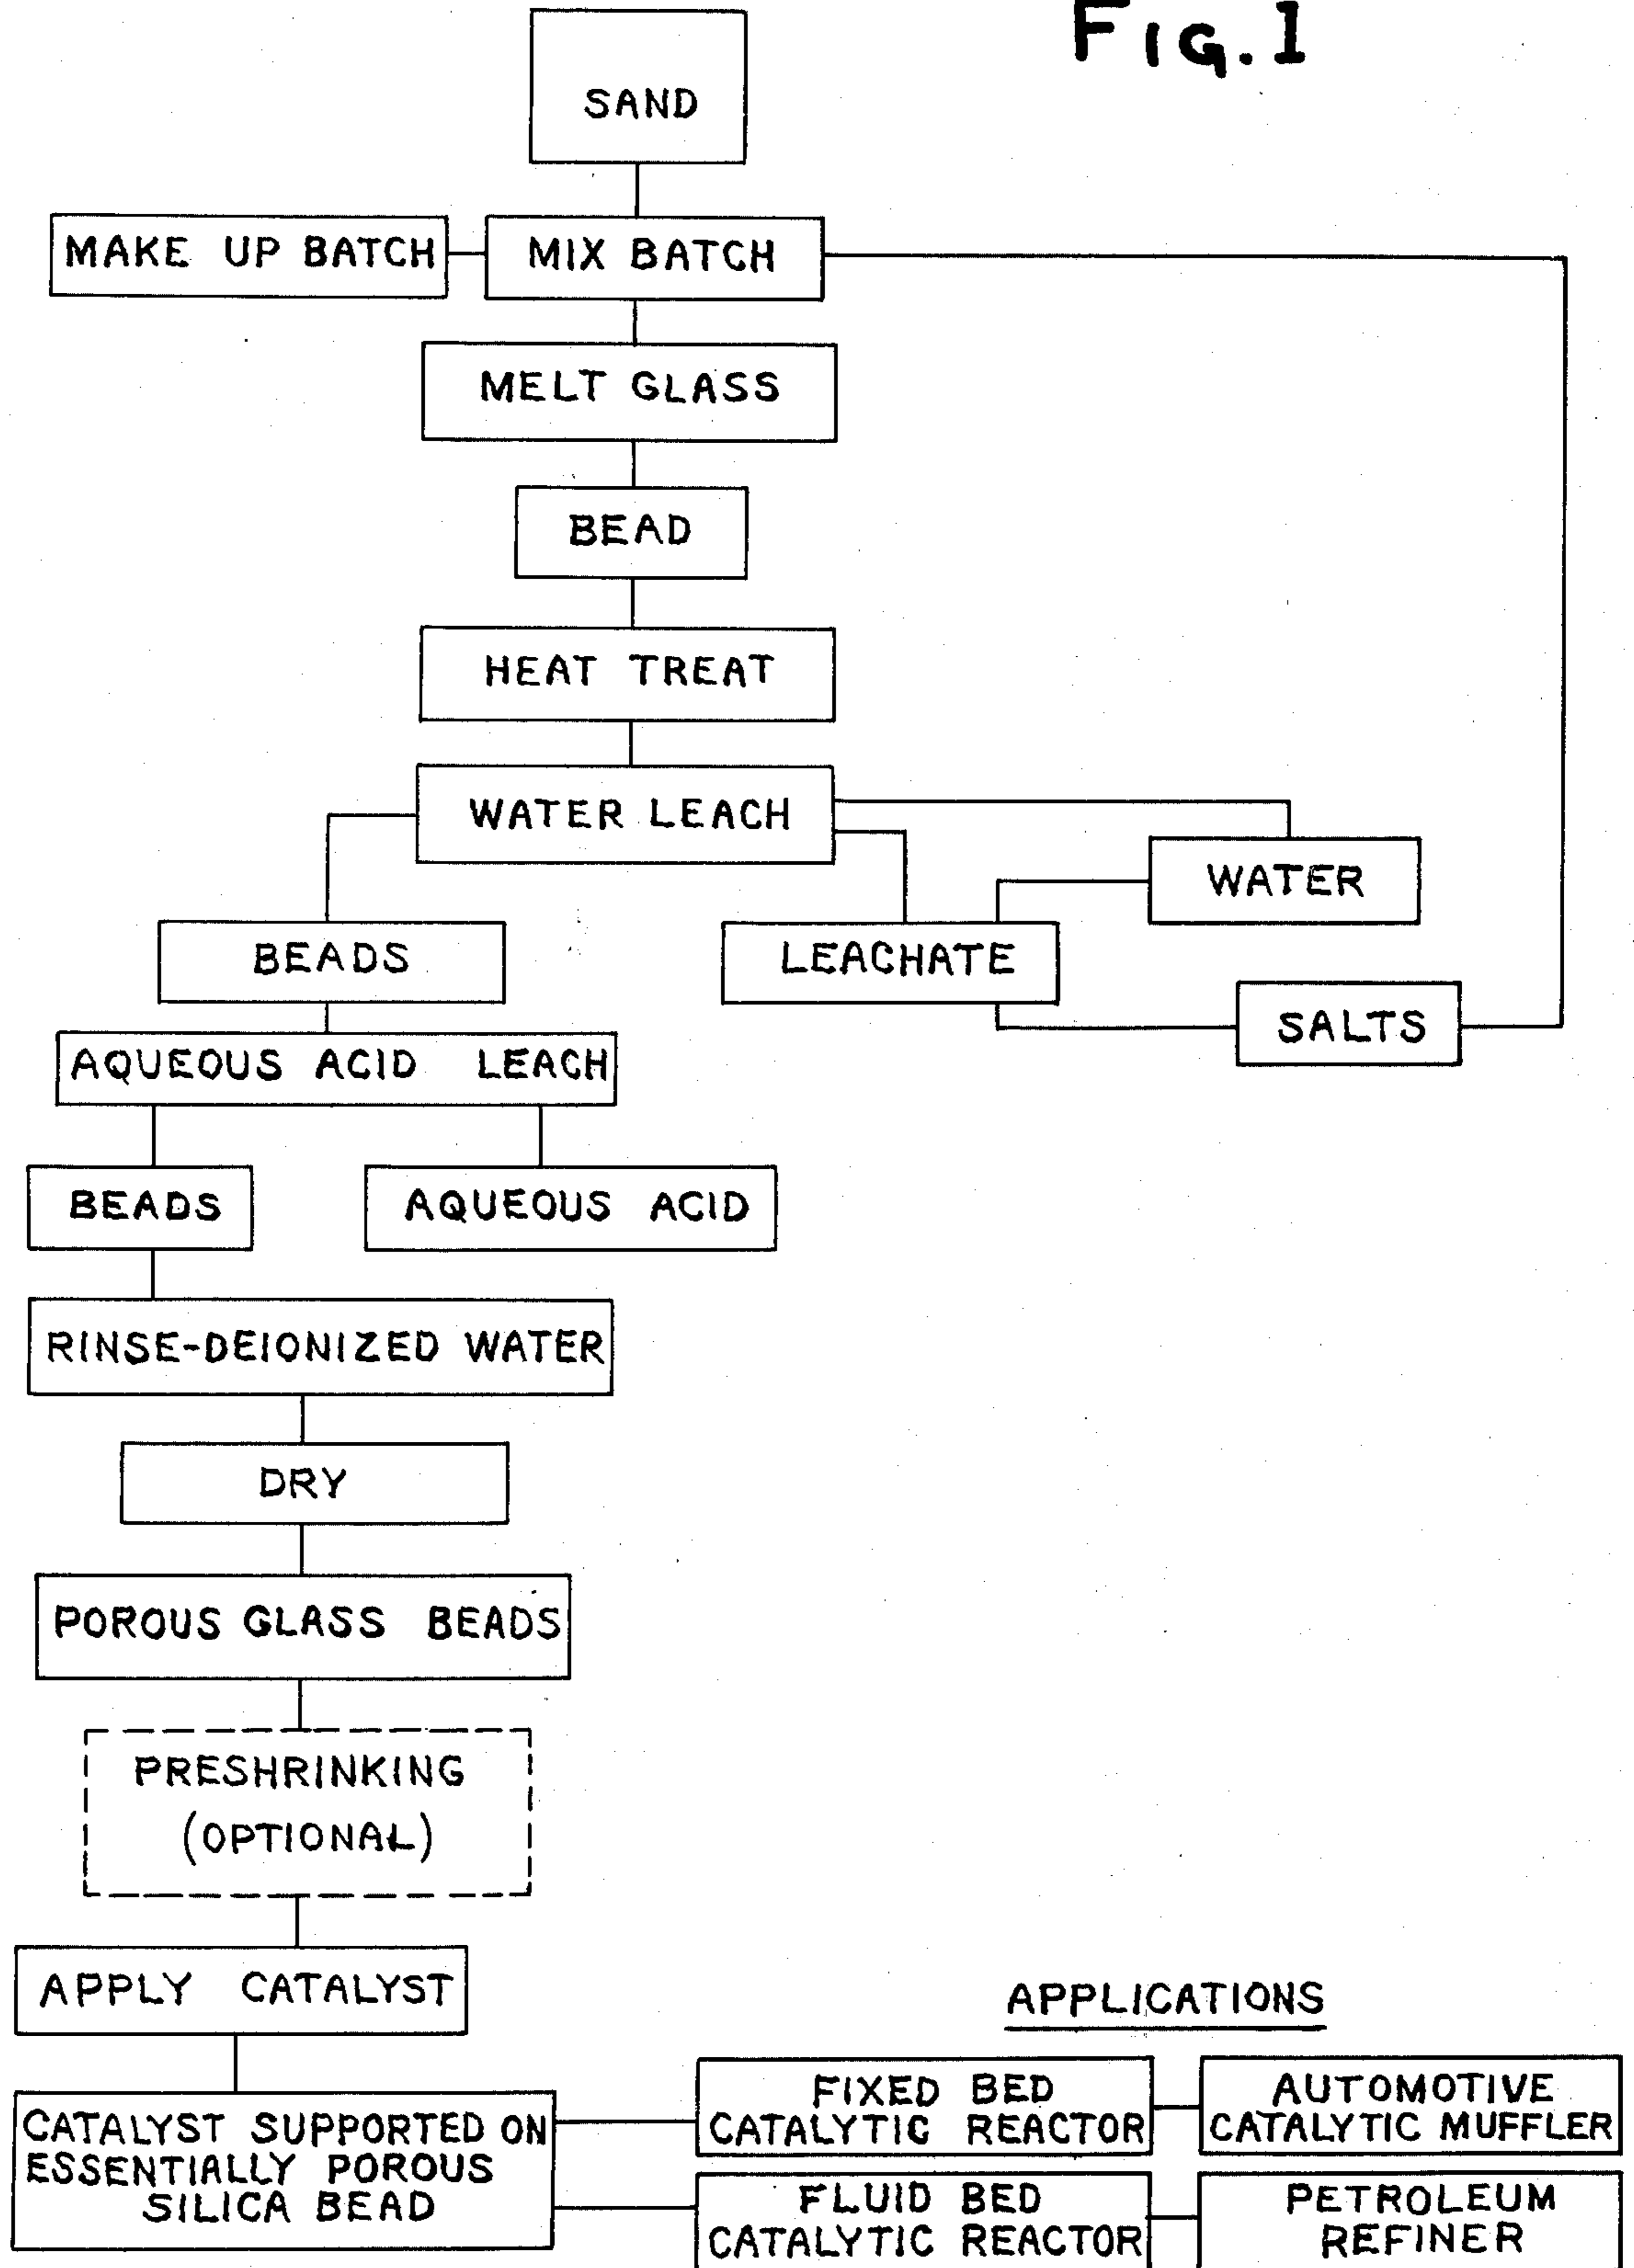 FIG. 1
SAND
MAKE UP BATCH
MIX BATCH
MELT GLASS
BEAD
HEAT TREAT
WATER LEACH
WATER
BEADS
LEACHATE
SALTS
AQUEOUS ACID LEACH
BEADS
AQUEOUS ACID
RINSE-DEIONIZED WATER
DRY
POROUS GLASS BEADS
PRESHRINKING
(OPTIONAL)
APPLY CATALYST
CATALYST SUPPORTED ON
ESSENTIALLY POROUS
SILICA BEAD
APPLICATIONS
FIXED BED
CATALYTIC REACTOR
AUTOMOTIVE
CATALYTIC MUFFLER
FLUID BED
CATALYTIC REACTOR
PETROLEUM
REFINER